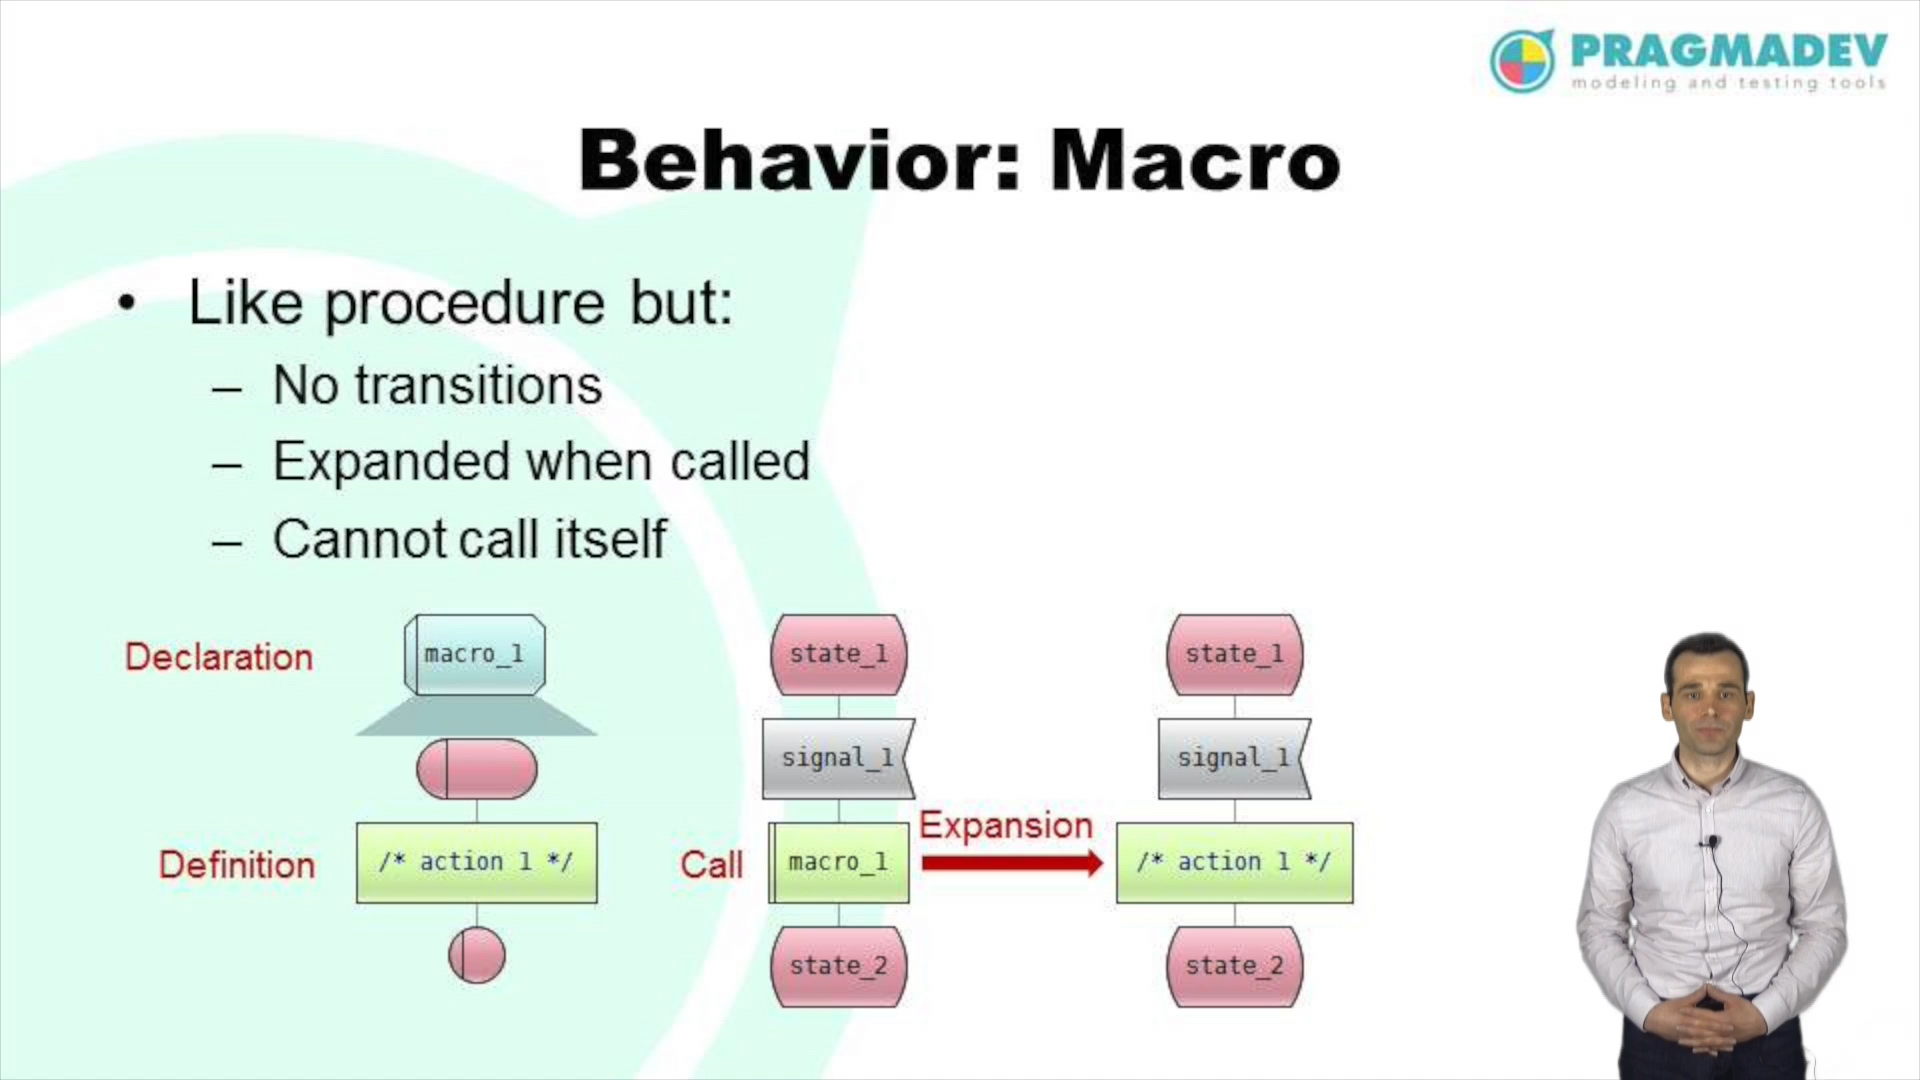 PRAGMADEV
modeling and testing tools
Behavior: Macro
• Like procedure but:
– No transitions
– Expanded when called
– Cannot call itself
Declaration
macro_1
Definition
/* action 1 */
state_1
signal_1
Call
macro_1
state_2
Expansion
state_1
signal_1
/* action 1 */
state_2